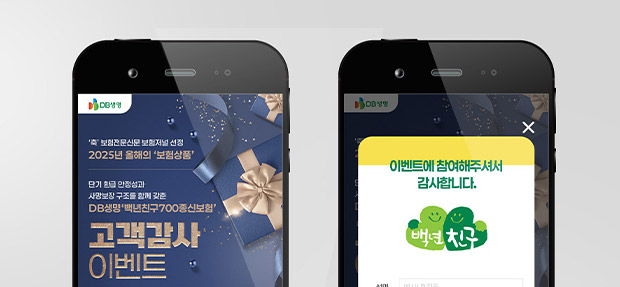 DB생명
'축' 보험전문신문 보험저널 선정
2025년 올해의 '보험상품'
단기 환급 안정성과
사망보장 구조를 함께 갖춘
DB생명 '백년친구700종신보험'
고객감사
이벤트
DB생명
이벤트에 참여해주셔서
감사합니다.
백년친구